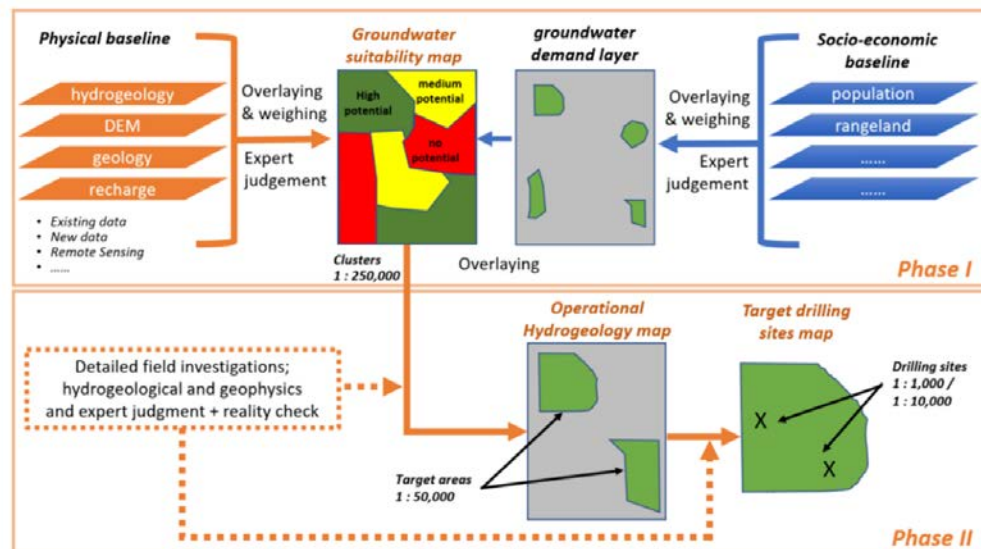 Physical baseline
hydrogeology
DEM
geology
recharge
• Existing data
• New data
• Remote Sensing
• ......
Overlaying
& weighing
Expert
judgement
Groundwater
suitability map
High
potential
medium
potential
no
potential
Clusters
1 : 250,000
groundwater
demand layer
Overlaying
Overlaying
& weighing
Expert
judgement
Socio-economic
baseline
population
rangeland
......
......
Phase I
Detailed field investigations;
hydrogeological and geophysics
and expert judgment + reality check
Operational
Hydrogeology map
Target areas
1 : 50,000
Target drilling
sites map
Drilling sites
1 : 1,000 /
1 : 10,000
X
X
Phase II